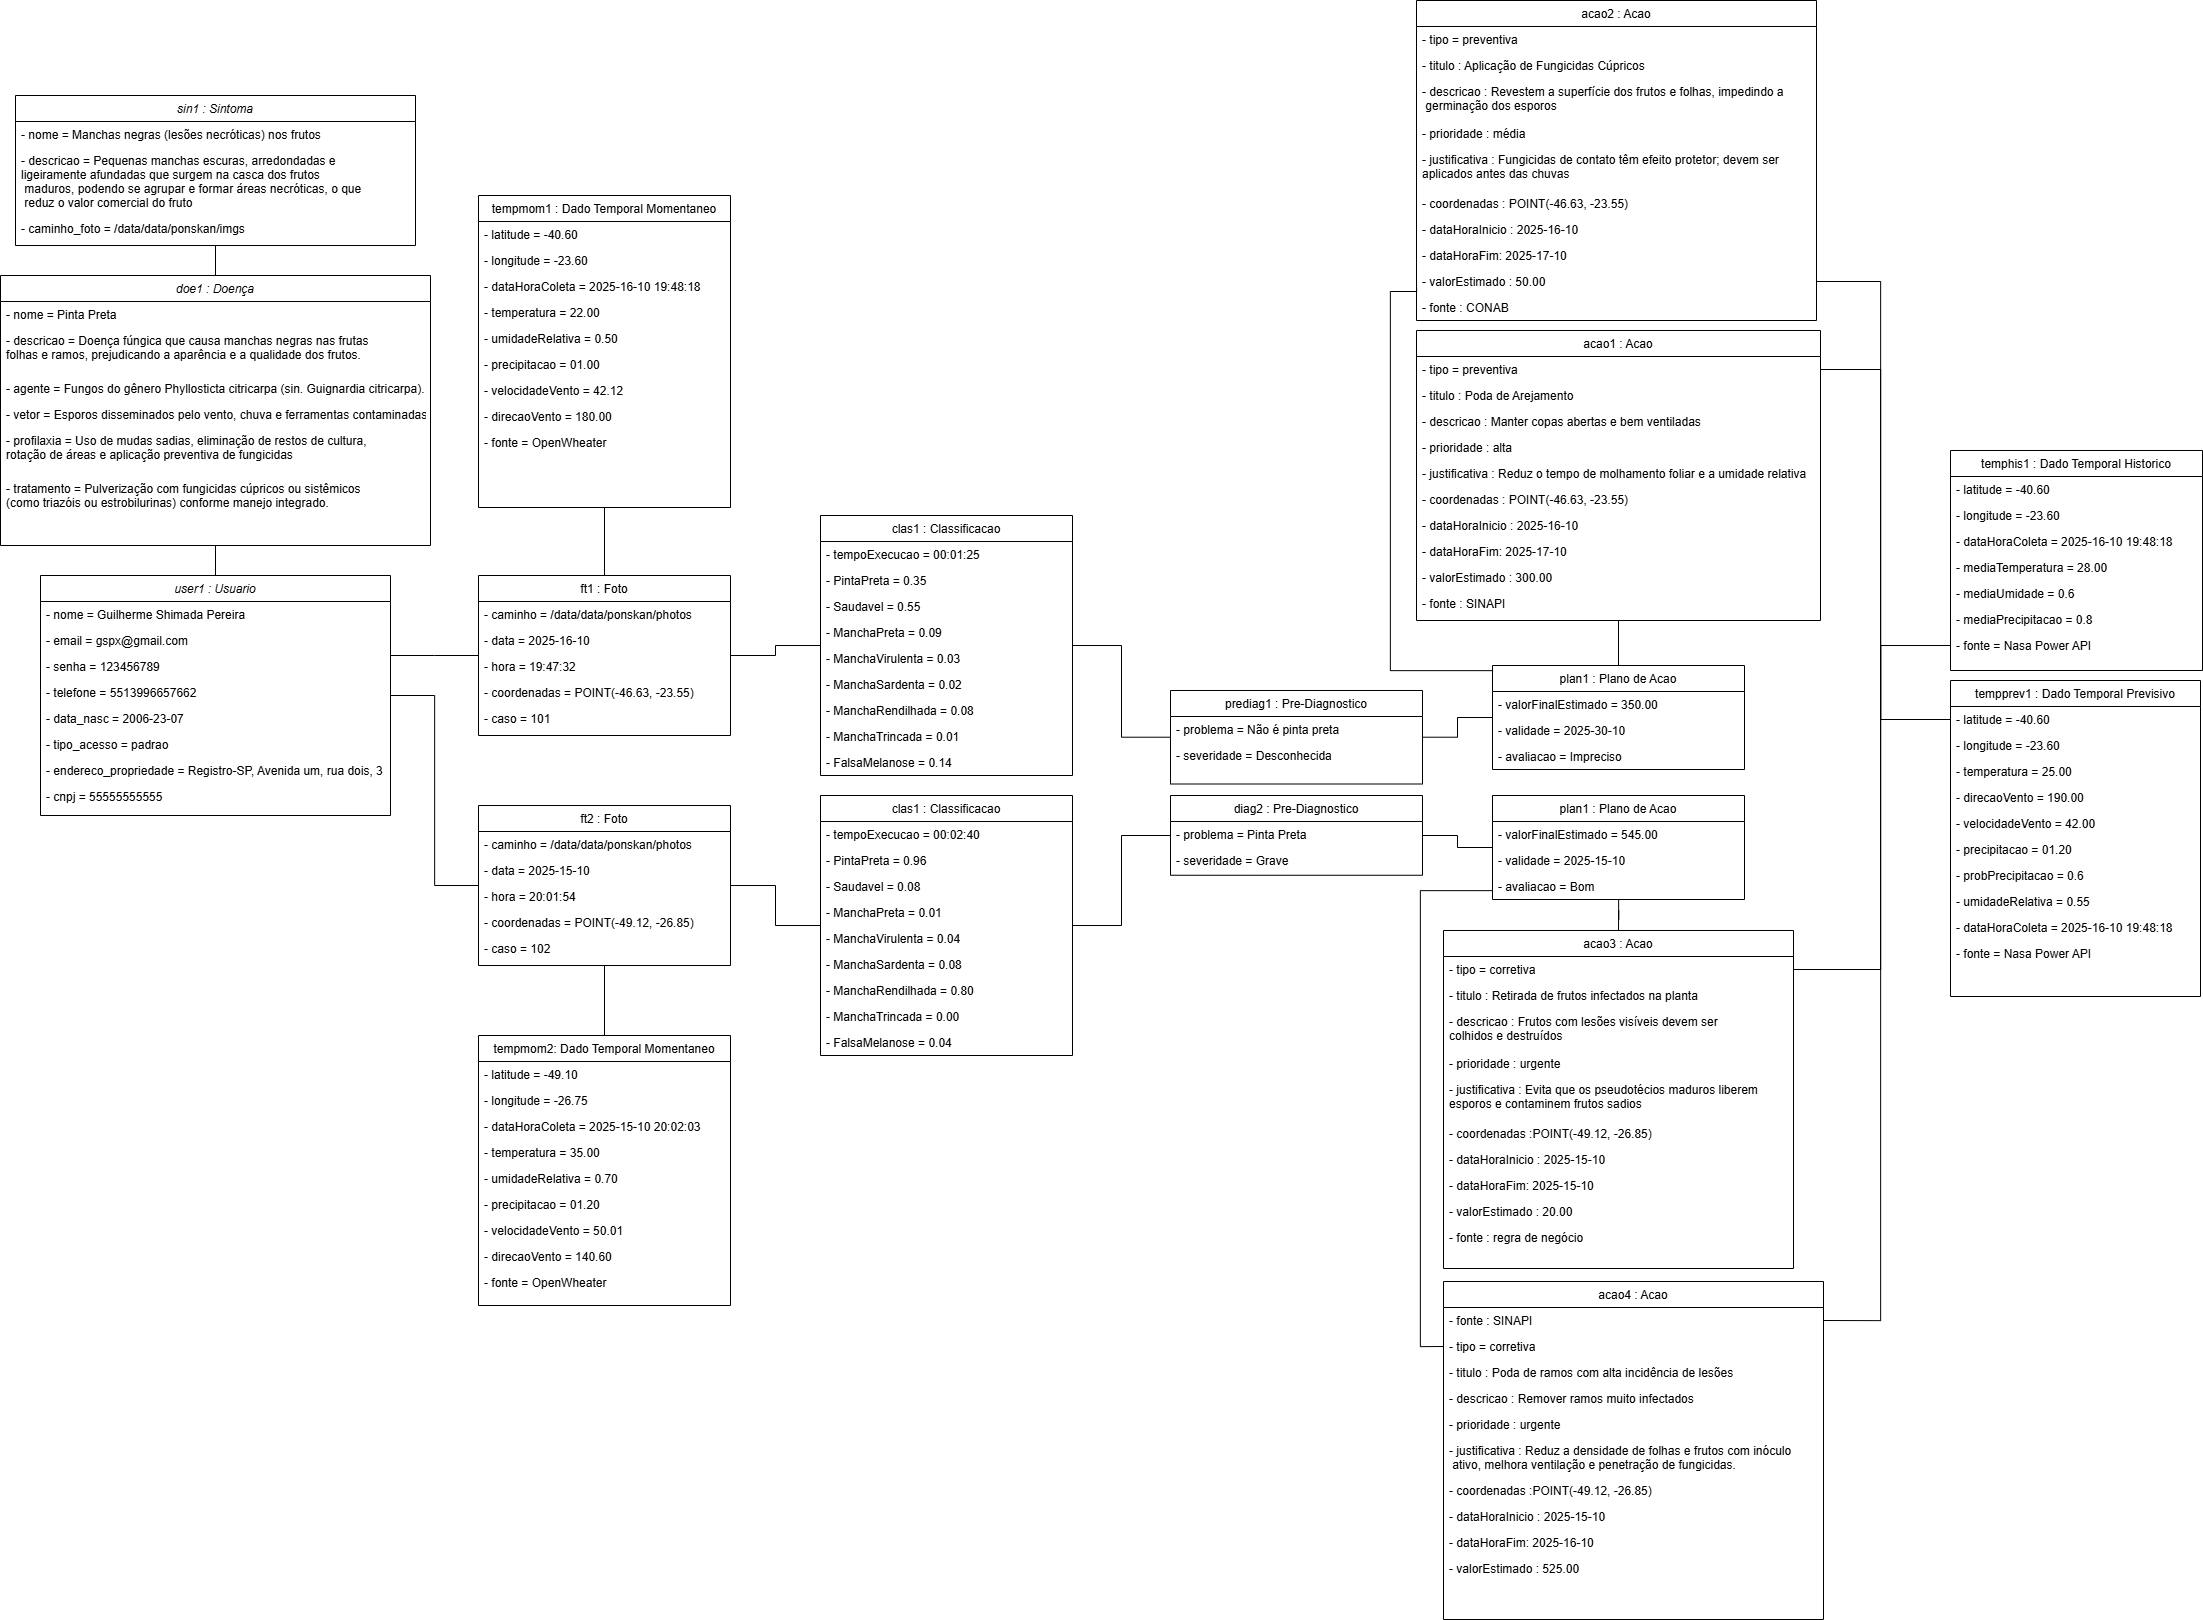 sin1 : Sintoma
- nome = Manchas negras (lesões necróticas) nos frutos
- descricao = Pequenas manchas escuras, arredondadas e
ligeiramente afundadas que surgem na casca dos frutos
maduros, podendo se agrupar e formar áreas necróticas, o que
reduz o valor comercial do fruto
- caminho_foto = /data/data/ponskan/imgs
doe1 : Doença
- nome = Pinta Preta
- descricao = Doença fúngica que causa manchas negras nas frutas
folhas e ramos, prejudicando a aparência e a qualidade dos frutos.
- agente = Fungos do gênero Phyllosticta citricarpa (sin. Guignardia citricarpa).
- vetor = Esporos disseminados pelo vento, chuva e ferramentas contaminadas
- profilaxia = Uso de mudas sadias, eliminação de restos de cultura,
rotação de áreas e aplicação preventiva de fungicidas
- tratamento = Pulverização com fungicidas cúpricos ou sistêmicos
(como triazóis ou estrobilurinas) conforme manejo integrado.
user1 : Usuario
- nome = Guilherme Shimada Pereira
- email = gspx@gmail.com
- senha = 123456789
- telefone = 5513996657662
- data_nasc = 2006-23-07
- tipo_acesso = padrao
- endereco_propriedade = Registro-SP, Avenida um, rua dois, 3
- cnpj = 55555555555
tempmom1 : Dado Temporal Momentaneo
- latitude = -40.60
- longitude = -23.60
- dataHoraColeta = 2025-16-10 19:48:18
- temperatura = 22.00
- umidadeRelativa = 0.50
- precipitacao = 01.00
- velocidadeVento = 42.12
- direcaoVento = 180.00
- fonte = OpenWheater
ft1 : Foto
- caminho = /data/data/ponskan/photos
- data = 2025-16-10
- hora = 19:47:32
- coordenadas = POINT(-46.63, -23.55)
- caso = 101
ft2 : Foto
- caminho = /data/data/ponskan/photos
- data = 2025-15-10
- hora = 20:01:54
- coordenadas = POINT(-49.12, -26.85)
- caso = 102
tempmom2: Dado Temporal Momentaneo
- latitude = -49.10
- longitude = -26.75
- dataHoraColeta = 2025-15-10 20:02:03
- temperatura = 35.00
- umidadeRelativa = 0.70
- precipitacao = 01.20
- velocidadeVento = 50.01
- direcaoVento = 140.60
- fonte = OpenWheater
clas1 : Classificacao
- tempoExecucao = 00:01:25
- PintaPreta = 0.35
- Saudavel = 0.55
- ManchaPreta = 0.09
- ManchaVirulenta = 0.03
- ManchaSardenta = 0.02
- ManchaRendilhada = 0.08
- ManchaTrincada = 0.01
- FalsaMelanose = 0.14
clas1 : Classificacao
- tempoExecucao = 00:02:40
- PintaPreta = 0.96
- Saudavel = 0.08
- ManchaPreta = 0.01
- ManchaVirulenta = 0.04
- ManchaSardenta = 0.08
- ManchaRendilhada = 0.80
- ManchaTrincada = 0.00
- FalsaMelanose = 0.04
prediag1 : Pre-Diagnostico
- problema = Não é pinta preta
- severidade = Desconhecida
diag2 : Pre-Diagnostico
- problema = Pinta Preta
- severidade = Grave
acao2 : Acao
- tipo = preventiva
- titulo : Aplicação de Fungicidas Cúpricos
- descricao : Revestem a superfície dos frutos e folhas, impedindo a
germinação dos esporos
- prioridade : média
- justificativa : Fungicidas de contato têm efeito protetor; devem ser
aplicados antes das chuvas
- coordenadas : POINT(-46.63, -23.55)
- dataHoraInicio : 2025-16-10
- dataHoraFim: 2025-17-10
- valorEstimado : 50.00
- fonte : CONAB
acao1 : Acao
- tipo = preventiva
- titulo : Poda de Arejamento
- descricao : Manter copas abertas e bem ventiladas
- prioridade : alta
- justificativa : Reduz o tempo de molhamento foliar e a umidade relativa
- coordenadas : POINT(-46.63, -23.55)
- dataHoraInicio : 2025-16-10
- dataHoraFim: 2025-17-10
- valorEstimado : 300.00
- fonte : SINAPI
plan1 : Plano de Acao
- valorFinalEstimado = 350.00
- validade = 2025-30-10
- avaliacao = Impreciso
plan1 : Plano de Acao
- valorFinalEstimado = 545.00
- validade = 2025-15-10
- avaliacao = Bom
acao3 : Acao
- tipo = corretiva
- titulo : Retirada de frutos infectados na planta
- descricao : Frutos com lesões visíveis devem ser
colhidos e destruídos
- prioridade : urgente
- justificativa : Evita que os pseudotécios maduros liberem
esporos e contaminem frutos sadios
- coordenadas :POINT(-49.12, -26.85)
- dataHoraInicio : 2025-15-10
- dataHoraFim: 2025-15-10
- valorEstimado : 20.00
- fonte : regra de negócio
acao4 : Acao
- fonte : SINAPI
- tipo = corretiva
- titulo : Poda de ramos com alta incidência de lesões
- descricao : Remover ramos muito infectados
- prioridade : urgente
- justificativa : Reduz a densidade de folhas e frutos com inóculo
ativo, melhora ventilação e penetração de fungicidas.
- coordenadas :POINT(-49.12, -26.85)
- dataHoraInicio : 2025-15-10
- dataHoraFim: 2025-16-10
- valorEstimado : 525.00
temphis1 : Dado Temporal Historico
- latitude = -40.60
- longitude = -23.60
- dataHoraColeta = 2025-16-10 19:48:18
- mediaTemperatura = 28.00
- mediaUmidade = 0.6
- mediaPrecipitacao = 0.8
- fonte = Nasa Power API
tempprev1 : Dado Temporal Previsivo
- latitude = -40.60
- longitude = -23.60
- temperatura = 25.00
- direcaoVento = 190.00
- velocidadeVento = 42.00
- precipitacao = 01.20
- probPrecipitacao = 0.6
- umidadeRelativa = 0.55
- dataHoraColeta = 2025-16-10 19:48:18
- fonte = Nasa Power API